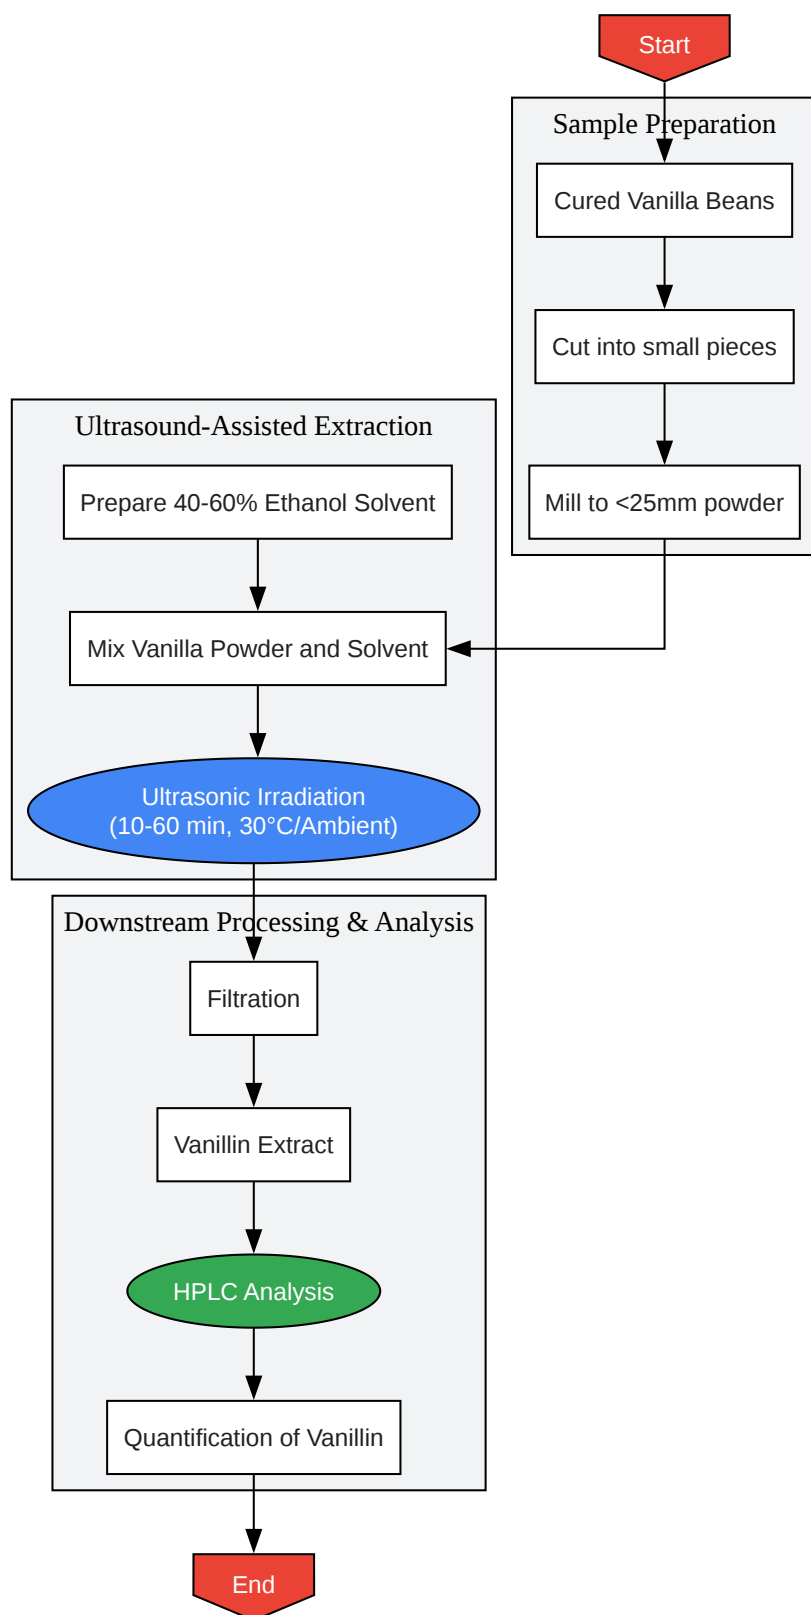 Start
Sample Preparation
Cured Vanilla Beans
Cut into small pieces
Mill to <25mm powder
Ultrasound-Assisted Extraction
Prepare 40-60% Ethanol Solvent
Mix Vanilla Powder and Solvent
Ultrasonic Irradiation
(10-60 min, 30°C/Ambient)
Downstream Processing & Analysis
Filtration
Vanillin Extract
HPLC Analysis
Quantification of Vanillin
End